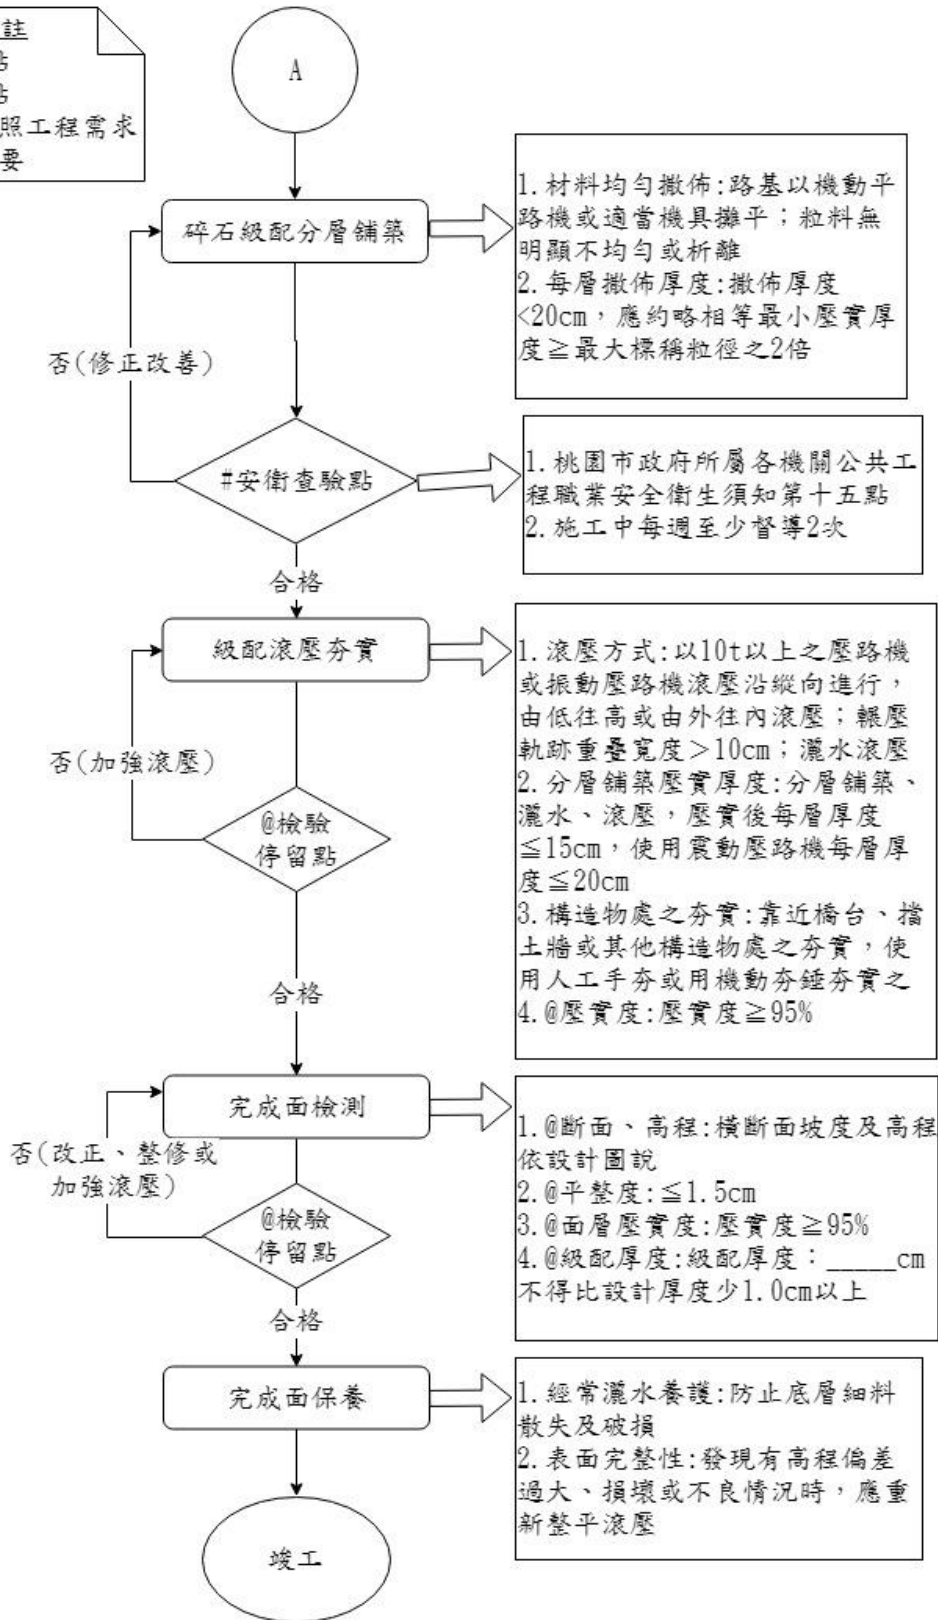 註
點
點
照工程需求
要
A
碎石級配分層舖築
1.材料均勻撒佈:路基以機動平
路機或適當機具攤平；粒料無
明顯不均勻或析離
2.每層撒佈厚度:撒佈厚度
<20cm，應約略相等最小壓實厚
度≧最大標稱粒徑之2倍
否(修正改善)
#安衛查驗點
1.桃園市政府所屬各機關公共工
程職業安全衛生須知第十五點
2.施工中每週至少督導2次
合格
級配滾壓夯實
1.滾壓方式:以10t以上之壓路機
或振動壓路機滾壓沿縱向進行，
由低往高或由外往內滾壓；輾壓
軌跡重疊寬度＞10cm；灑水滾壓
2.分層舖築壓實厚度:分層舖築、
灑水、滾壓，壓實後每層厚度
≦15cm，使用震動壓路機每層厚
度≦20cm
3.構造物處之夯實:靠近橋台、擋
土牆或其他構造物處之夯實，使
用人工手夯或用機動夯錘夯實之
4.@壓實度:壓實度≧95%
否(加強滾壓)
@檢驗
停留點
合格
完成面檢測
1.@斷面、高程:橫斷面坡度及高程
依設計圖說
2.@平整度:≦1.5cm
3.@面層壓實度:壓實度≧95%
4.@級配厚度:級配厚度：_____cm
不得比設計厚度少1.0cm以上
否(改正、整修或
加強滾壓)
@檢驗
停留點
合格
完成面保養
1.經常灑水養護:防止底層細料
散失及破損
2.表面完整性:發現有高程偏差
過大、損壞或不良情況時，應重
新整平滾壓
竣工